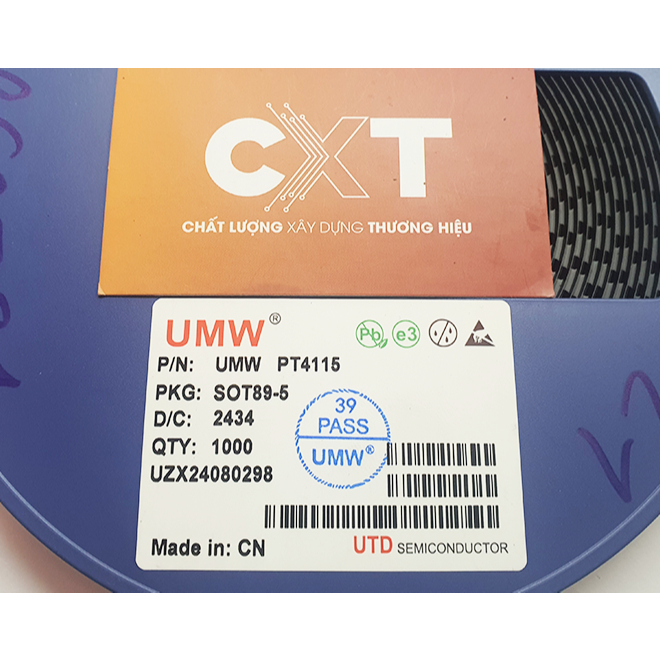 CXT
CHẤT LƯỢNG XÂY DỰNG THƯƠNG HIỆU
UMW®
Pb e3
P/N: UMW PT4115
PKG: SOT89-5
D/C: 2434
QTY: 1000
UZX24080298
39
PASS
UMW®
Made in: CN
UTD SEMICONDUCTOR